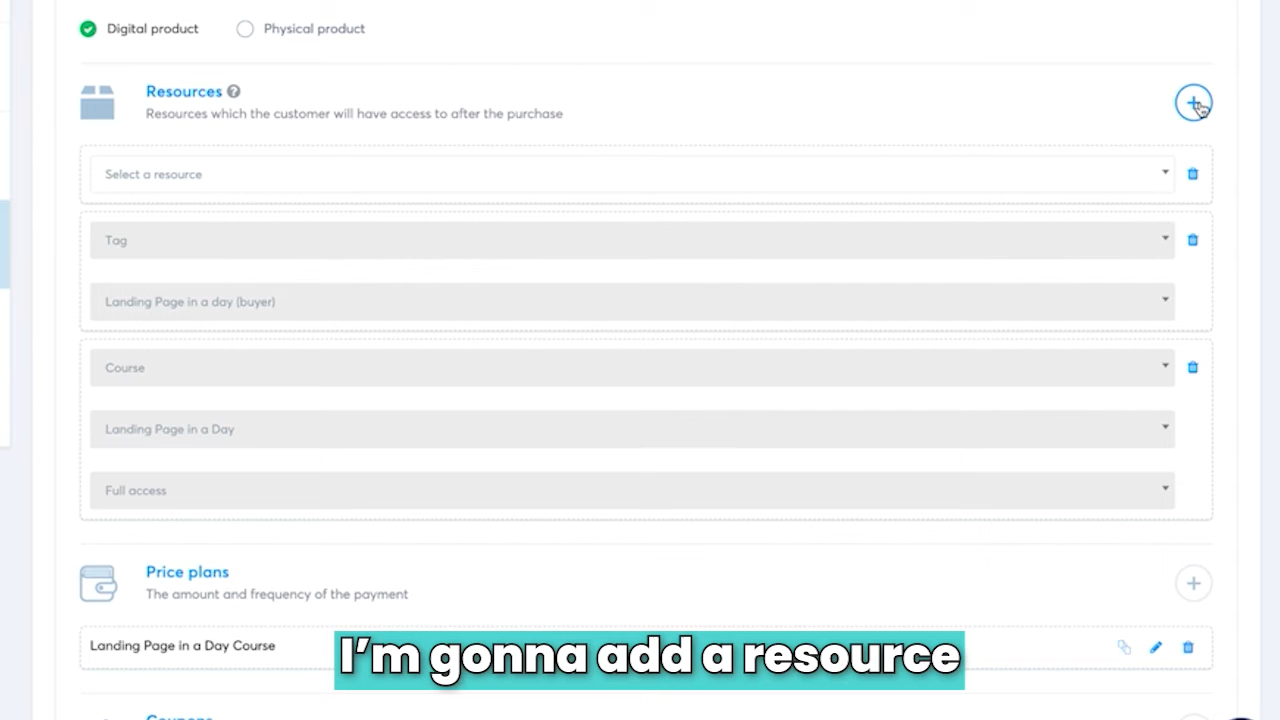 Digital product
Physical product
Resources
Resources which the customer will have access to after the purchase
Select a resource
Tag
Landing Page in a day (buyer)
Course
Landing Page in a Day
Full access
Price plans
The amount and frequency of the payment
Landing Page in a Day Course
I'm gonna add a resource
Coupons